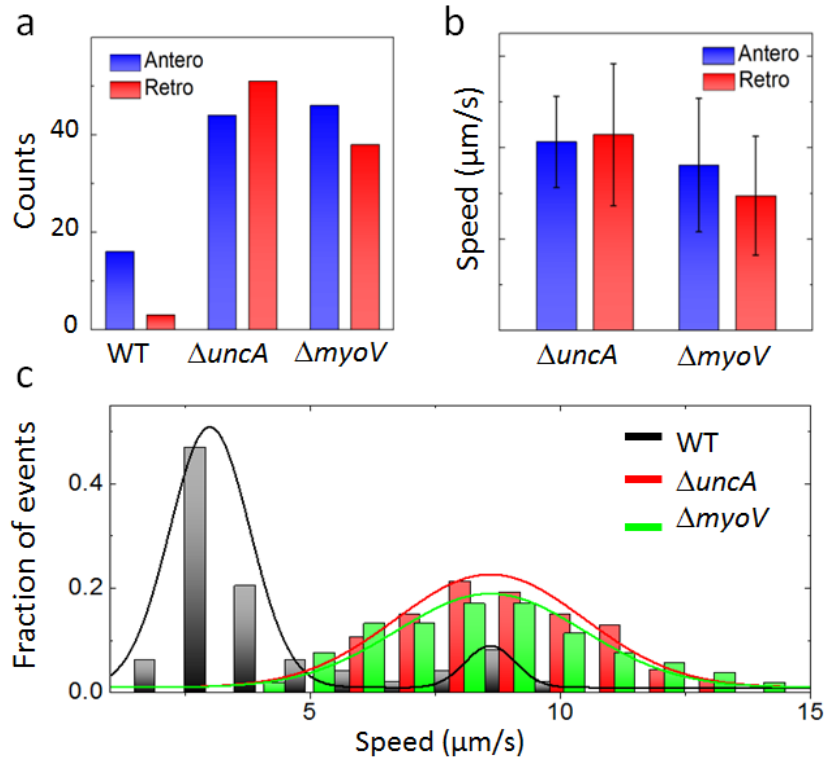 a
Antero
Retro
Counts
40
20
0
WT
ΔuncA
ΔmyoV
b
Antero
Retro
Speed (μm/s)
ΔuncA
ΔmyoV
c
WT
ΔuncA
ΔmyoV
Fraction of events
0.4
0.2
0.0
5
10
15
Speed (μm/s)